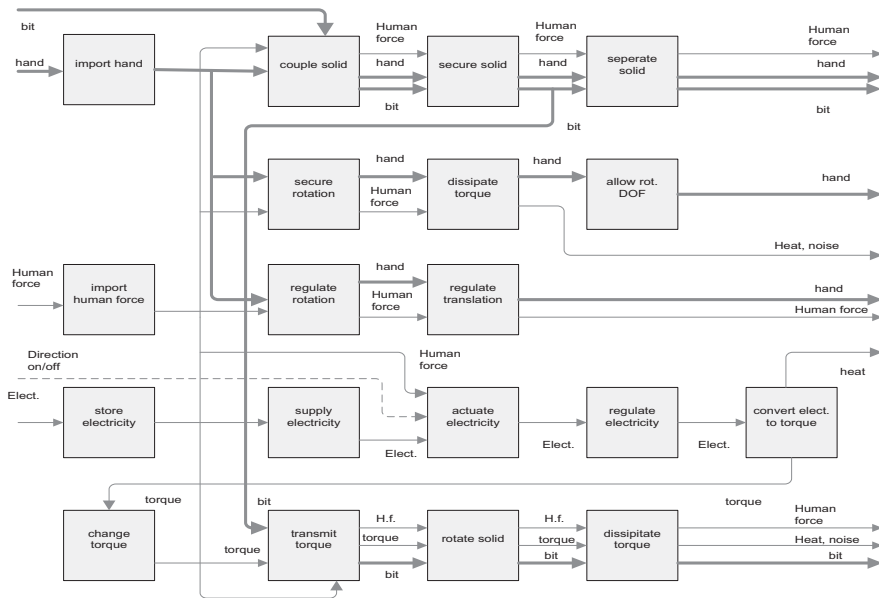 bit
Human
force
Human
force
Human
force
hand
import hand
couple solid
hand
secure solid
hand
seperate
solid
hand
bit
bit
bit
secure
rotation
hand
Human
force
dissipate
torque
hand
allow rot.
DOF
hand
Heat, noise
Human
force
import
human force
regulate
rotation
hand
Human
force
regulate
translation
hand
Human force
Direction
on/off
Human
force
heat
Elect.
store
electricity
supply
electricity
Elect.
actuate
electricity
Elect.
regulate
electricity
Elect.
convert elect.
to torque
torque
bit
torque
change
torque
torque
transmit
torque
H.f.
torque
bit
rotate solid
H.f.
torque
bit
dissipitate
torque
Human
force
Heat, noise
bit